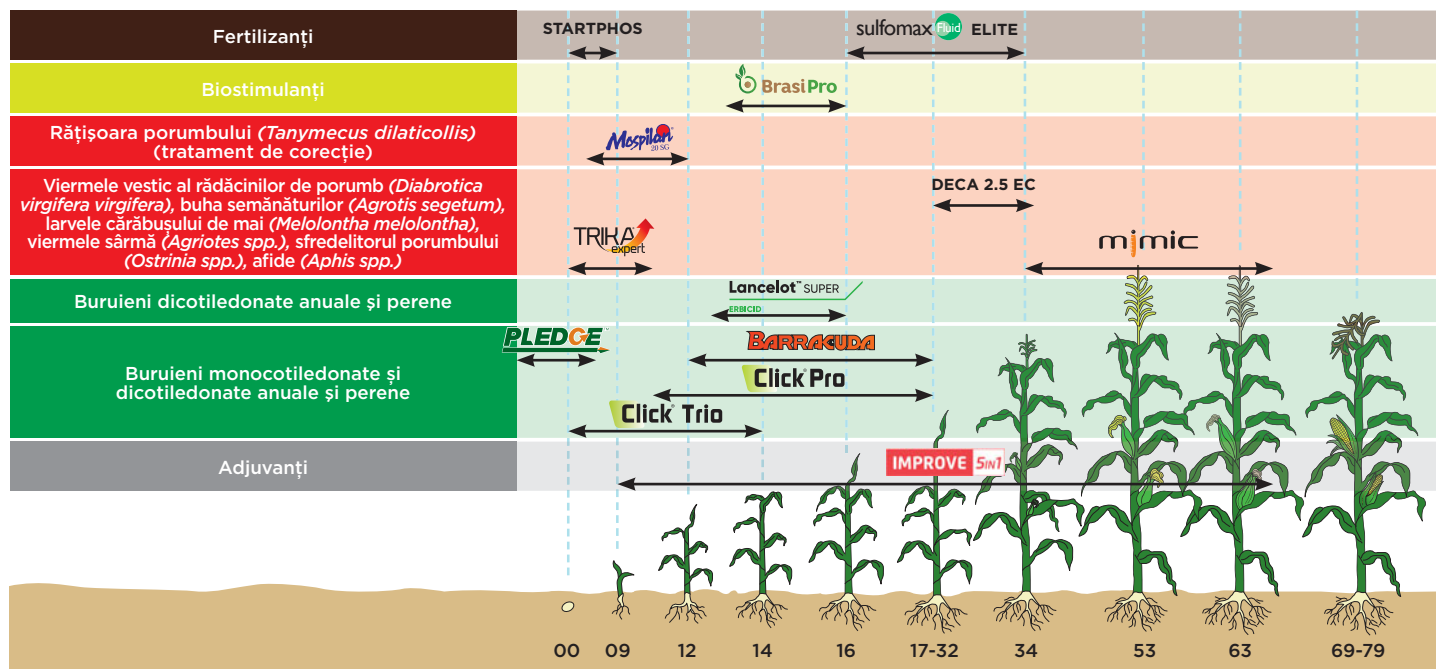 Fertilizanți
STARTPHOS
sulfomax Fluid ELITE
Biostimulanți
BrasiPro
Rățișoara porumbului (Tanymecus dilaticollis)
(tratament de corecție)
Mospilan®
20 SG
Viermele vestic al rădăcinilor de porumb (Diabrotica
virgifera virgifera), buha semănăturilor (Agrotis segetum),
larvele cărăbușului de mai (Melolontha melolontha),
viermele sârmă (Agriotes spp.), sfredelitorul porumbului
(Ostrinia spp.), afide (Aphis spp.)
TRIKA™
expert
DECA 2.5 EC
mimic
Buruieni dicotiledonate anuale și perene
Lancelot™ SUPER
ERBICID
Buruieni monocotiledonate și
dicotiledonate anuale și perene
PLEDGE™
BARRACUDA
Click® Pro
Click® Trio
Adjuvanți
IMPROVE 5IN1
00 09 12 14 16 17-32 34 53 63 69-79